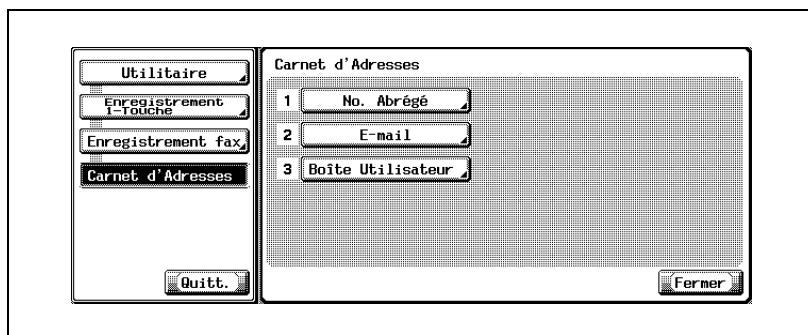 Utilitaire
Enregistrement
1-Touche
Enregistrement fax
Carnet d'Adresses
Quitt.
Carnet d'Adresses
1 No. Abrégé
2 E-mail
3 Boîte Utilisateur
Fermer